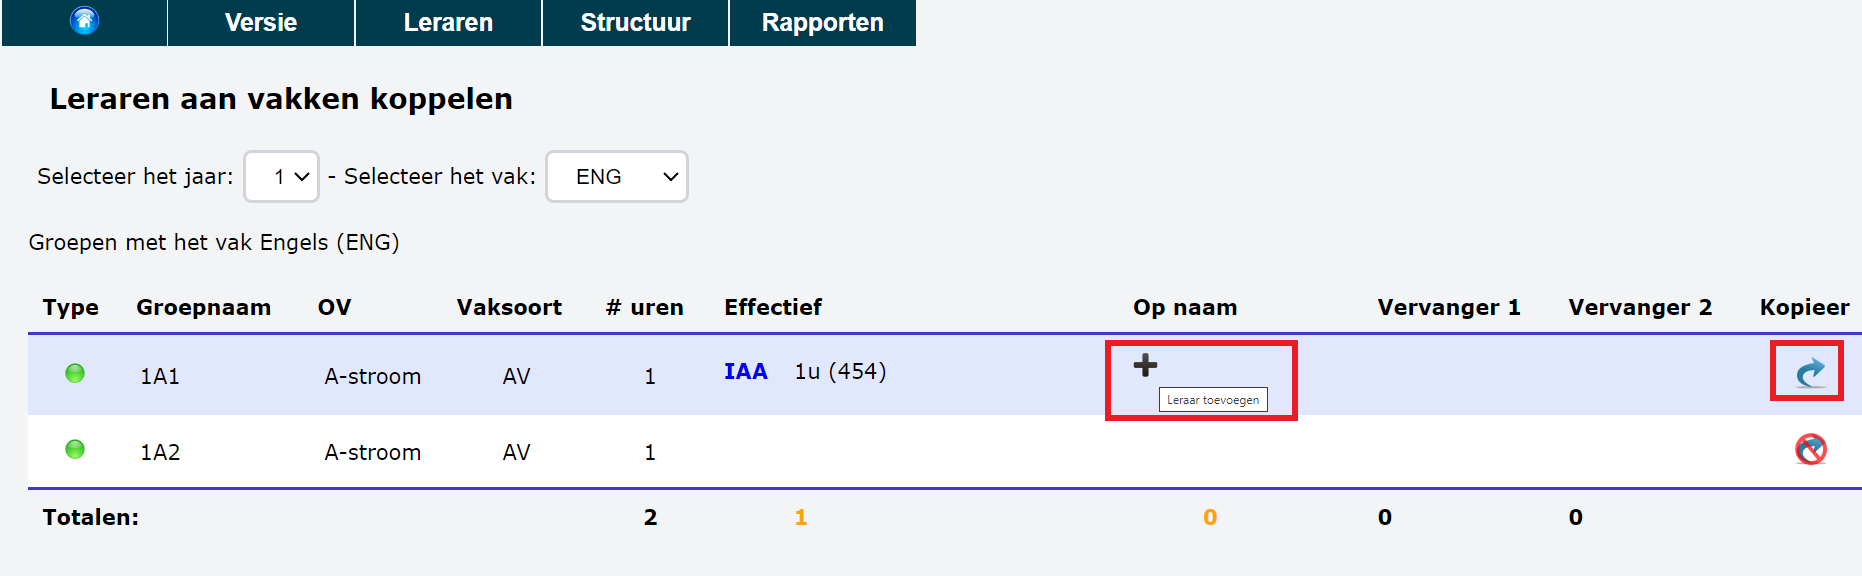 Versie Leraren Structuur Rapporten
Leraren aan vakken koppelen
Selecteer het jaar: 1 - Selecteer het vak: ENG
Groepen met het vak Engels (ENG)
Type Groepnaam OV Vaksoort # uren Effectief Op naam Vervanger 1 Vervanger 2 Kopieer
1A1 A-stroom AV 1 IAA 1u (454)
Leraar toevoegen
1A2 A-stroom AV 1
Totalen: 2 1 0 0 0